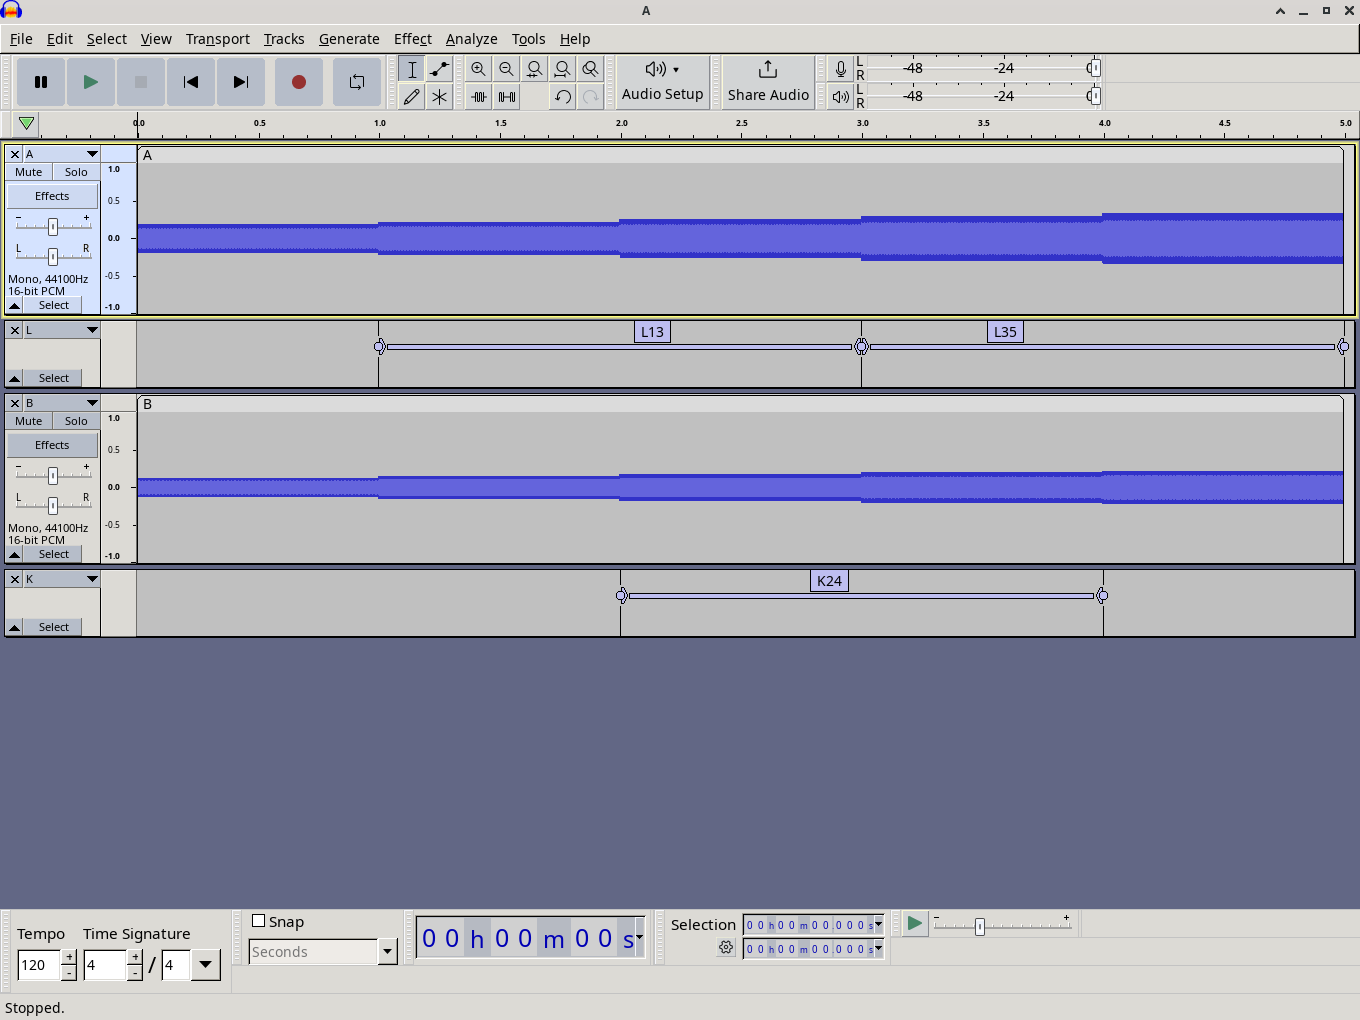 A
File Edit Select View Transport Tracks Generate Effect Analyze Tools Help
L R -48 -24 0
L R -48 -24 0
Audio Setup Share Audio
0.0 0.5 1.0 1.5 2.0 2.5 3.0 3.5 4.0 4.5 5.0
A A
Mute Solo 1.0
Effects 0.5
- + 0.0
L R -0.5
Mono, 44100Hz
16-bit PCM
Select -1.0
L L13 L35
Select
B B
Mute Solo 1.0
Effects 0.5
- + 0.0
L R -0.5
Mono, 44100Hz
16-bit PCM
Select -1.0
K K24
Select
Tempo Time Signature
120 + - 4 + - / 4
Snap
Seconds
00h00m00s
Selection
00h00m00.000s
00h00m00.000s
- +
Stopped.